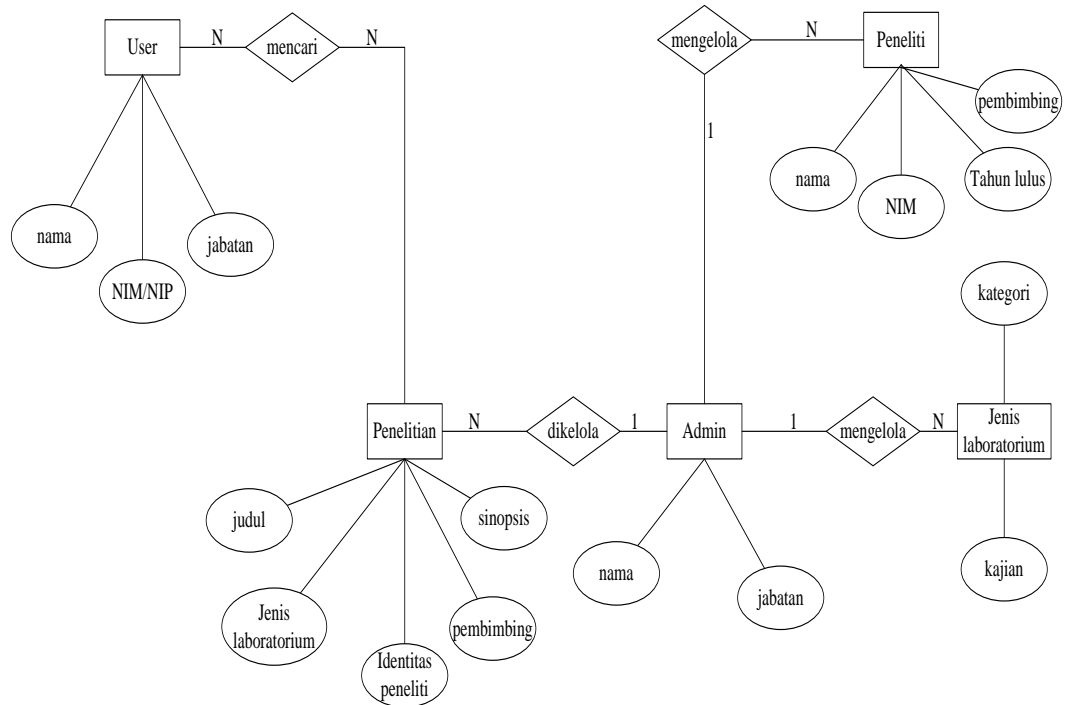 User
N
mencari
N
mengelola
N
Peneliti
pembimbing
1
nama
Tahun lulus
NIM
nama
jabatan
NIM/NIP
kategori
Penelitian
N
dikelola
1
Admin
1
mengelola
N
Jenis
laboratorium
judul
sinopsis
nama
jabatan
kajian
Jenis
laboratorium
pembimbing
Identitas
peneliti